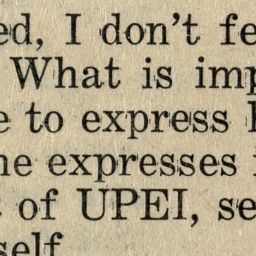 ed, I don't fe
What is imp
e to express
he expresses
of UPEI, se
self